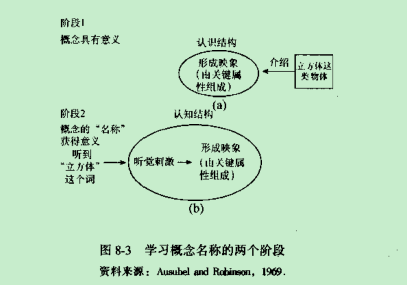 阶段1
概念具有意义
认识结构
形成映象
(由关键属
性组成)
介绍
立方体这
类物体
(a)
阶段2
概念的“名称”
获得意义
听到
“立方体”
这个词
认知结构
听觉刺激
形成映象
(由关键属
性组成)
(b)
图 8-3 学习概念名称的两个阶段
资料来源：Ausubel and Robinson, 1969.